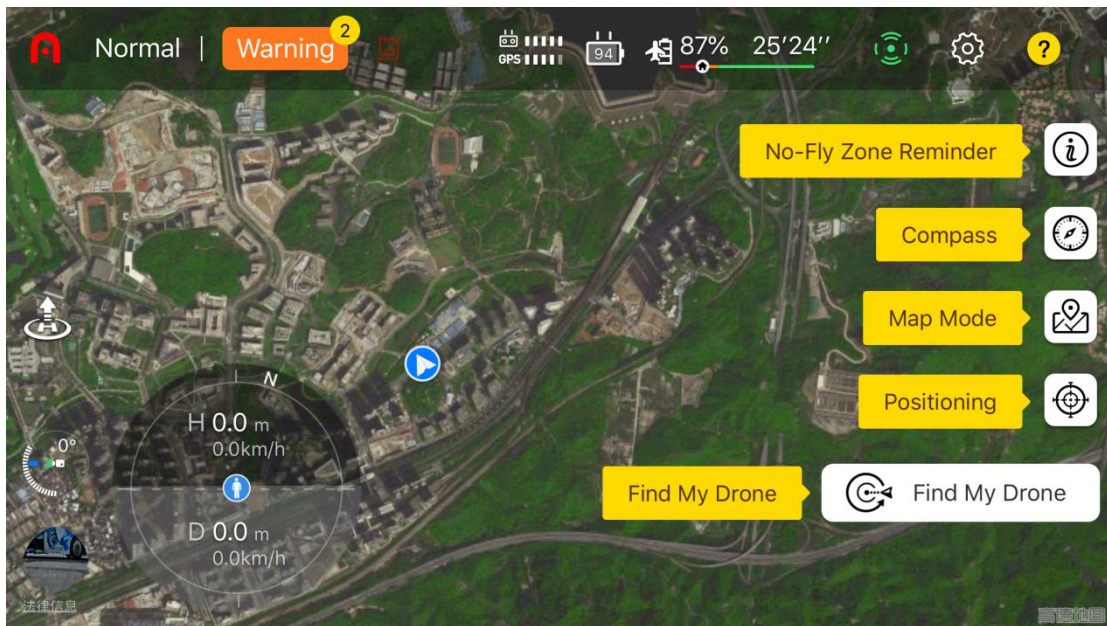 Normal | Warning 2
GPS
94
87% 25'24''
?
No-Fly Zone Reminder
Compass
Map Mode
Positioning
Find My Drone
Find My Drone
N
H 0.0 m
0.0km/h
0°
D 0.0 m
0.0km/h
法律信息
高德地图